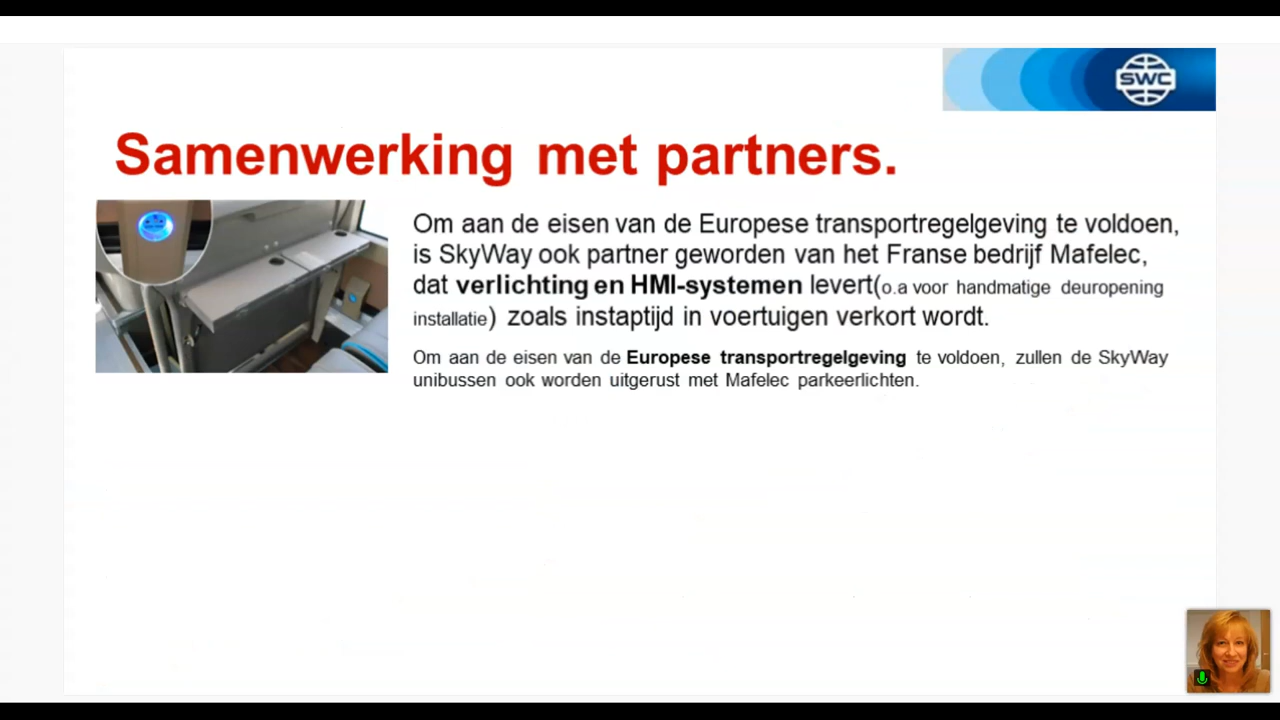 SWC
Samenwerking met partners.
Om aan de eisen van de Europese transportregelgeving te voldoen,
is SkyWay ook partner geworden van het Franse bedrijf Mafelec,
dat verlichting en HMI-systemen levert(o.a voor handmatige deuropening
installatie) zoals instaptijd in voertuigen verkort wordt.
Om aan de eisen van de Europese transportregelgeving te voldoen, zullen de SkyWay
unibussen ook worden uitgerust met Mafelec parkeerlichten.